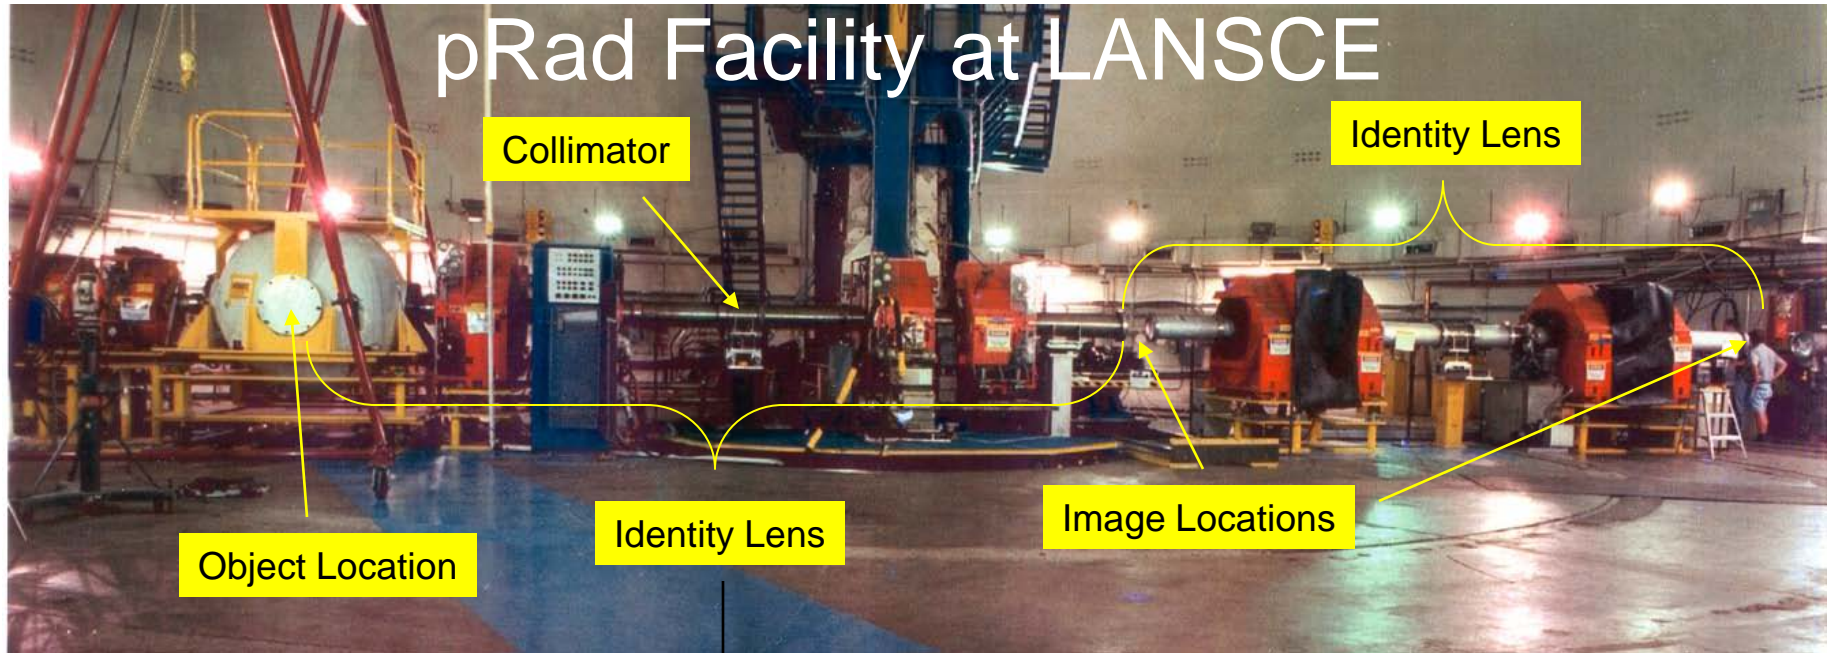 pRad Facility at LANSCE
Collimator
Identity Lens
Image Locations
Identity Lens
Object Location